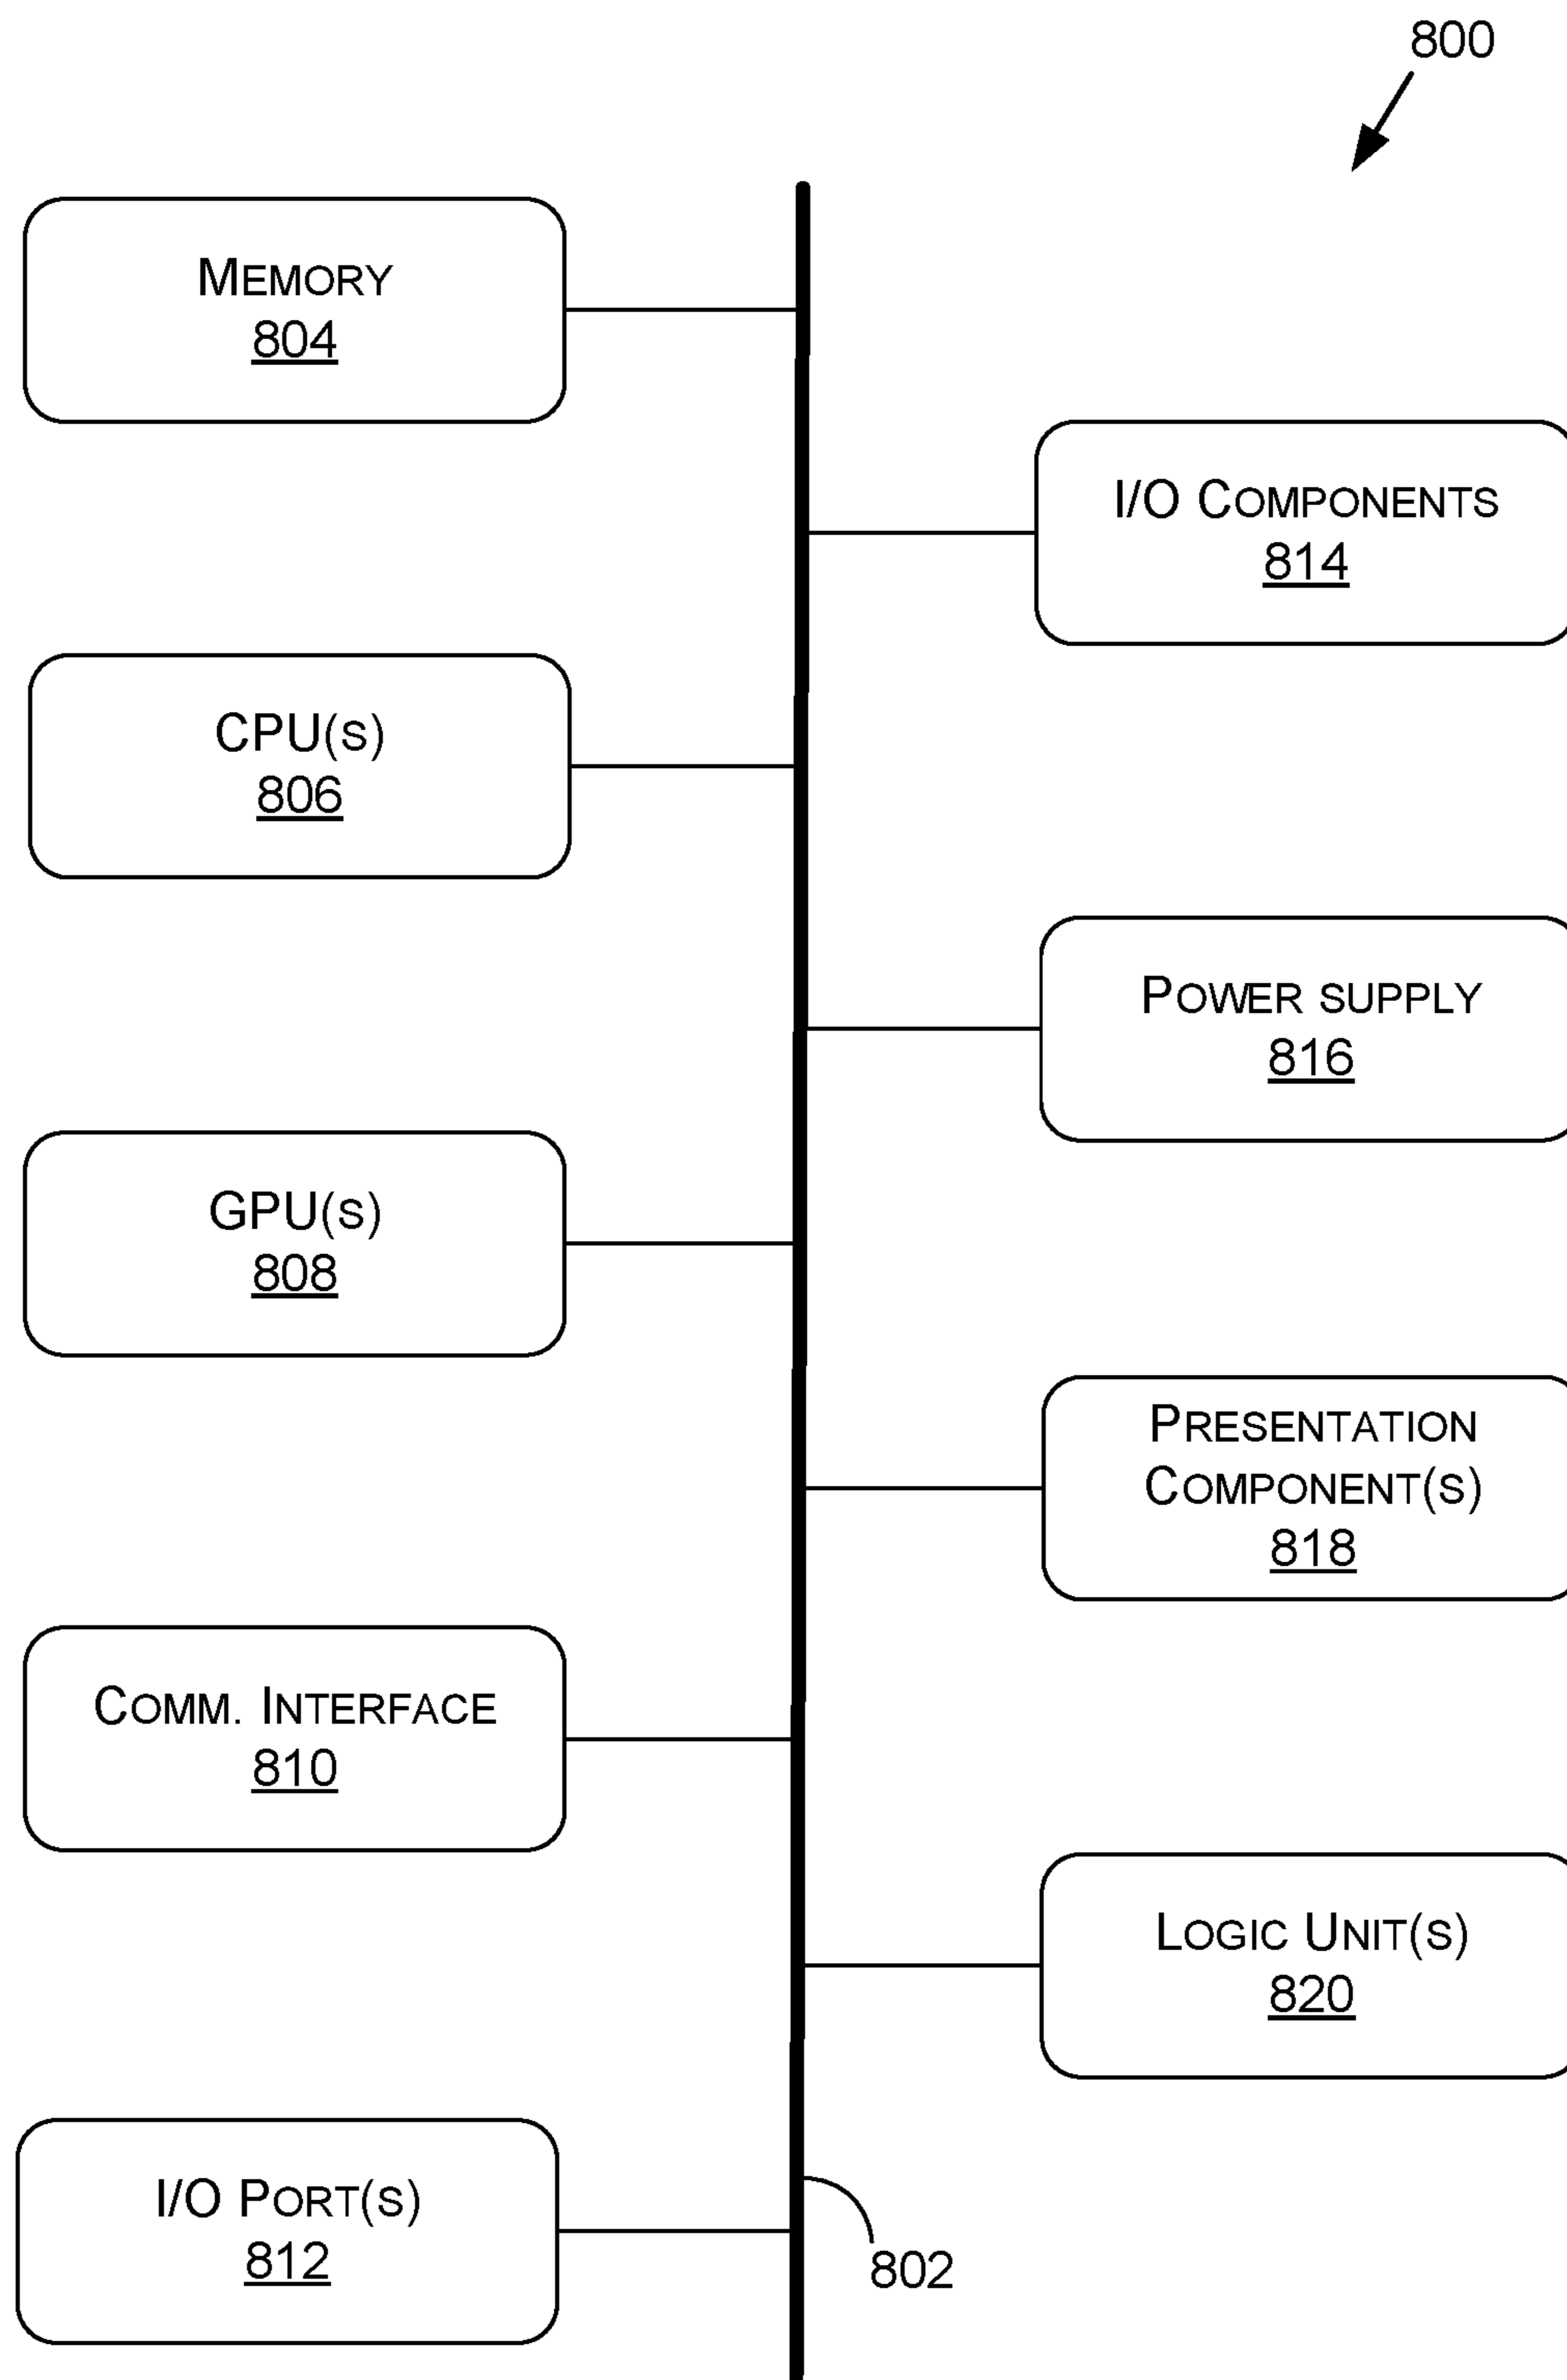 800
MEMORY
804
I/O COMPONENTS
814
CPU(S)
806
POWER SUPPLY
816
GPU(S)
808
PRESENTATION
COMPONENT(S)
818
COMM. INTERFACE
810
LOGIC UNIT(S)
820
I/O PORT(S)
812
802